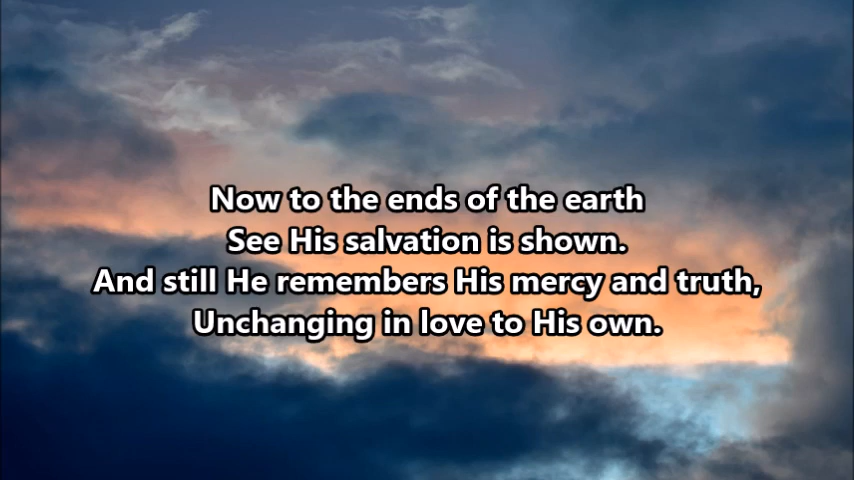 Now to the ends of the earth
See His salvation is shown.
And still He remembers His mercy and truth,
Unchanging in love to His own.